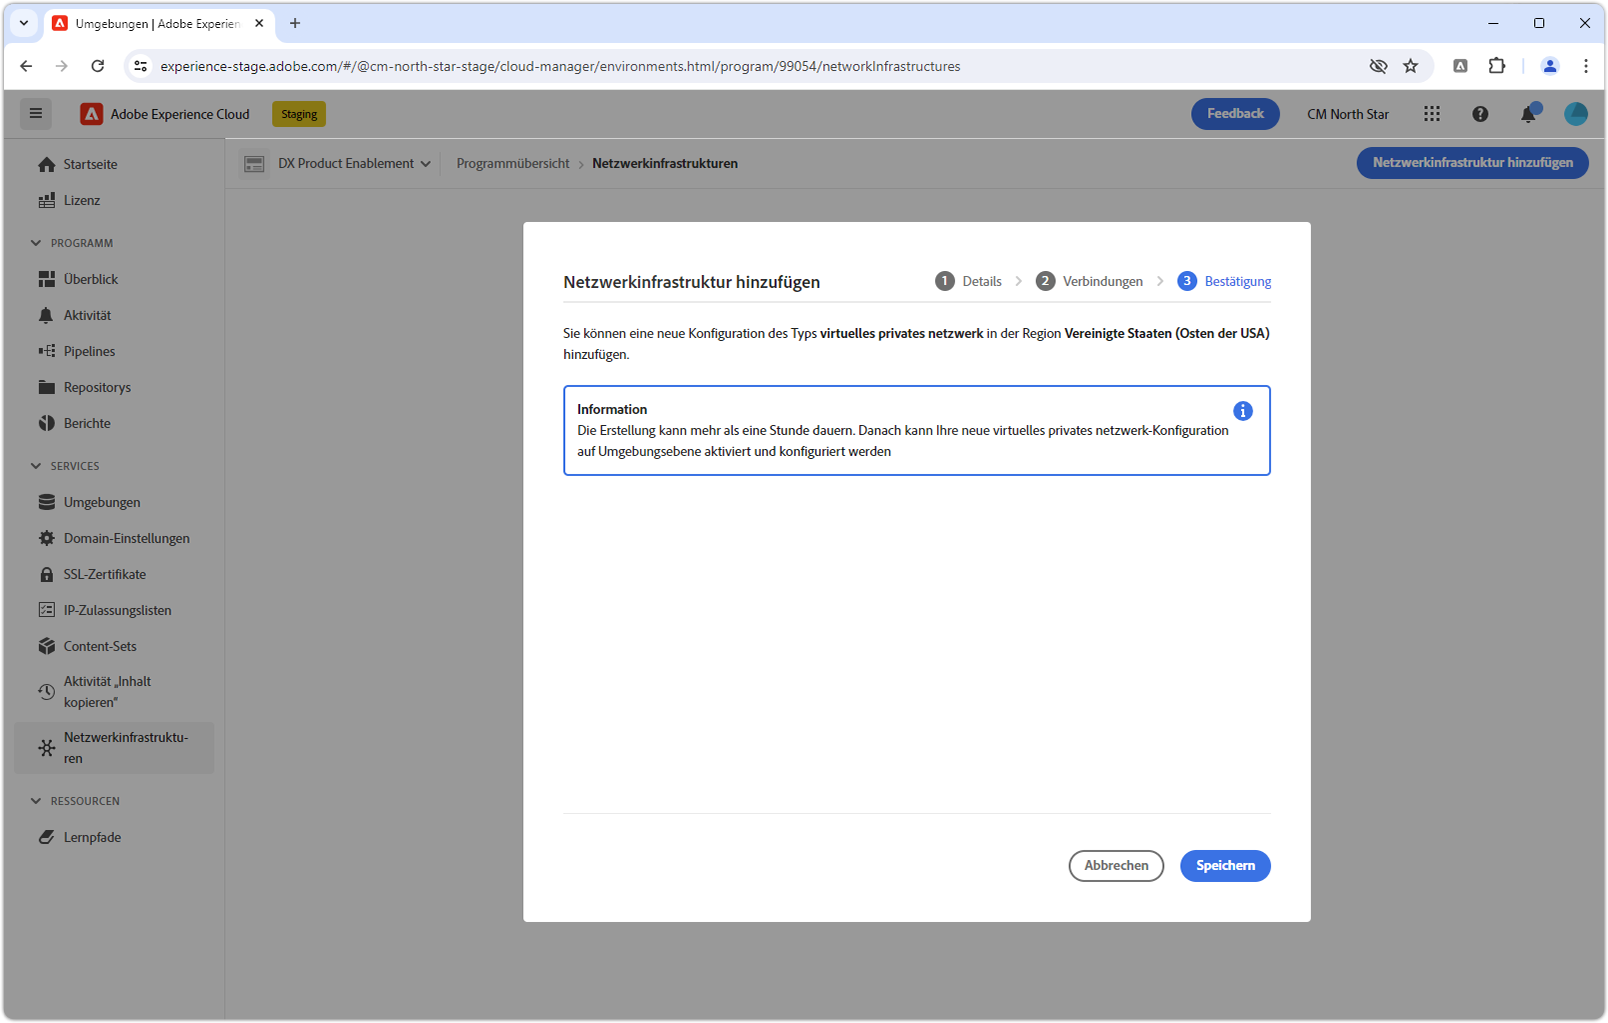 Umgebungen | Adobe Experien
experience-stage.adobe.com/#/@cm-north-star-stage/cloud-manager/environments.html/program/99054/networkInfrastructures
Adobe Experience Cloud
Staging
Feedback
CM North Star
Startseite
Lizenz
PROGRAMM
Überblick
Aktivität
Pipelines
Repositorys
Berichte
SERVICES
Umgebungen
Domain-Einstellungen
SSL-Zertifikate
IP-Zulassungslisten
Content-Sets
Aktivität „Inhalt
kopieren“
Netzwerkinfrastruktu-
ren
RESSOURCEN
Lernpfade
DX Product Enablement
Programmübersicht
Netzwerkinfrastrukturen
Netzwerkinfrastruktur hinzufügen
Netzwerkinfrastruktur hinzufügen
1 Details
2 Verbindungen
3 Bestätigung
Sie können eine neue Konfiguration des Typs virtuelles privates netzwerk in der Region Vereinigte Staaten (Osten der USA)
hinzufügen.
Information
Die Erstellung kann mehr als eine Stunde dauern. Danach kann Ihre neue virtuelles privates netzwerk-Konfiguration
auf Umgebungsebene aktiviert und konfiguriert werden
Abbrechen
Speichern